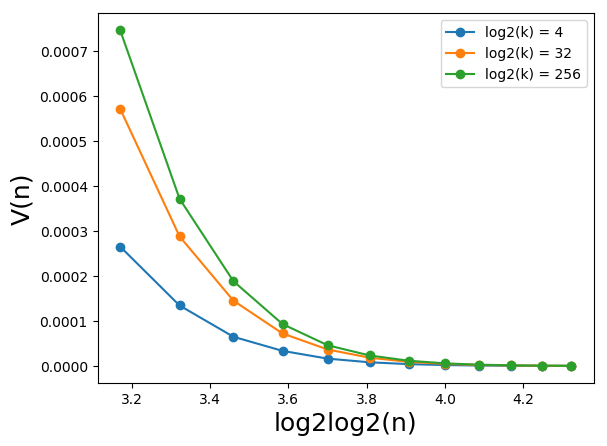 log2(k) = 4
log2(k) = 32
log2(k) = 256
V(n)
0.0007
0.0006
0.0005
0.0004
0.0003
0.0002
0.0001
0.0000
3.2 3.4 3.6 3.8 4.0 4.2
log2log2(n)